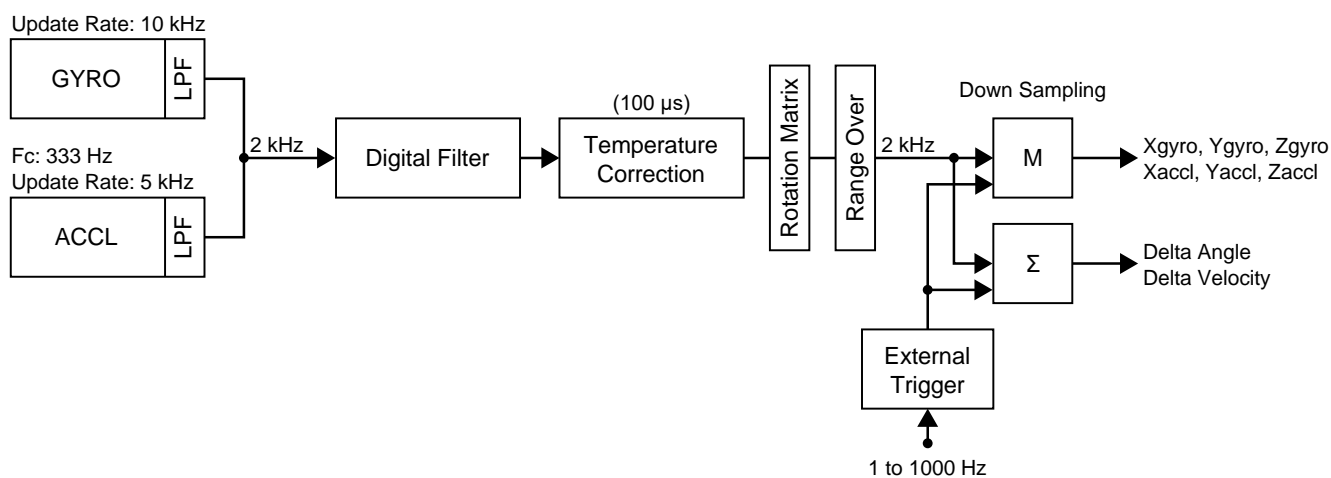 Update Rate: 10 kHz
GYRO
LPF
Fc: 333 Hz
Update Rate: 5 kHz
ACCL
LPF
2 kHz
Digital Filter
(100 μs)
Temperature
Correction
Rotation Matrix
Range Over
2 kHz
Down Sampling
M
Xgyro, Ygyro, Zgyro
Xaccl, Yaccl, Zaccl
Σ
Delta Angle
Delta Velocity
External
Trigger
1 to 1000 Hz